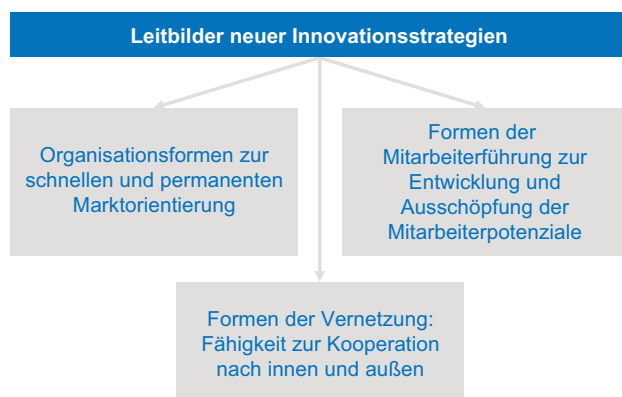 Leitbilder neuer Innovationsstrategien
Organisationsformen zur
schnellen und permanenten
Marktorientierung
Formen der
Mitarbeiterführung zur
Entwicklung und
Ausschöpfung der
Mitarbeiterpotenziale
Formen der Vernetzung:
Fähigkeit zur Kooperation
nach innen und außen